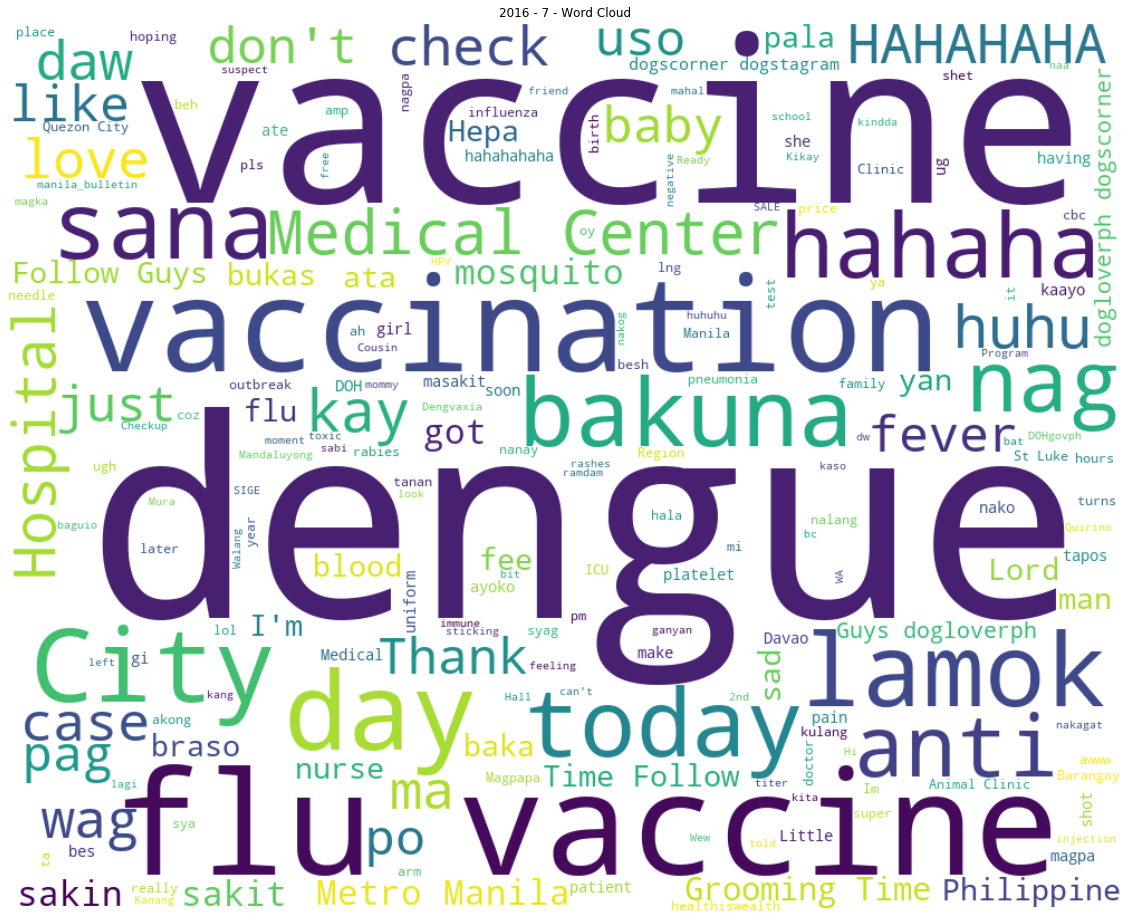 2016 - 7 - Word Cloud
place
hoping
daw
suspect
don't
check
uso
pala
HAHAHAHA
dogscorner dogstagram
shet
naa
like
beh
nagpa
friend
mahal
amp
influenza
vaccine
Quezon City
ate
Hepa
birth
baby
school
kindda
love
pls
free
hahahahaha
negative
Ready
she
Kikay
Clinic
ug
having
manila_bulletin
magka
sana
Medical Center
oy
SALE
price
hahaha
cbc
dogloverph dogscorner
Follow Guys
bukas
ata
HPV
mosquito
lng
test
ya
it
kaayo
needle
Hospital
vaccination
ah
girl
Cousin
nakog
huhuhu
Manila
besh
huhu
Program
just
coz
Checkup
outbreak
DOH
mommy
masakit
soon
pneumonia
family
yan
nag
flu
kay
Dengvaxia
got
bakuna
dw
fever
bat
DOHgovph
St Luke
hours
moment
toxic
sabi
Mandaluyong
rabies
nanay
rashes
ramdam
Region
kaso
ugh
SIGE
tanan
look
Mura
baguio
year
Walang
later
dengue
hala
nalang
bc
mi
nako
turns
Quirino
tapos
blood
fee
bit
ayoko
ICU
platelet
WA
Lord
man
uniform
immune
sticking
syag
pm
ganyan
make
lol
I'm
City
left
gi
kang
Medical
Thank
feeling
Davao
Guys dogloverph
sad
lamok
case
akong
day
Hall
can't
2nd
today
pain
kulang
nakagat
pag
braso
baka
anti
lagi
nurse
Magpapa
Time Follow
titer
doctor
Hi
Im
Animal Clinic
awww
Barangay
ma
kita
super
shot
wag
sya
flu vaccine
po
Wew
told
Little
injection
bes
ta
arm
magpa
sakin
really
Kanang
sakit
Metro Manila
patient
healthiswealth
Grooming Time
Philippine